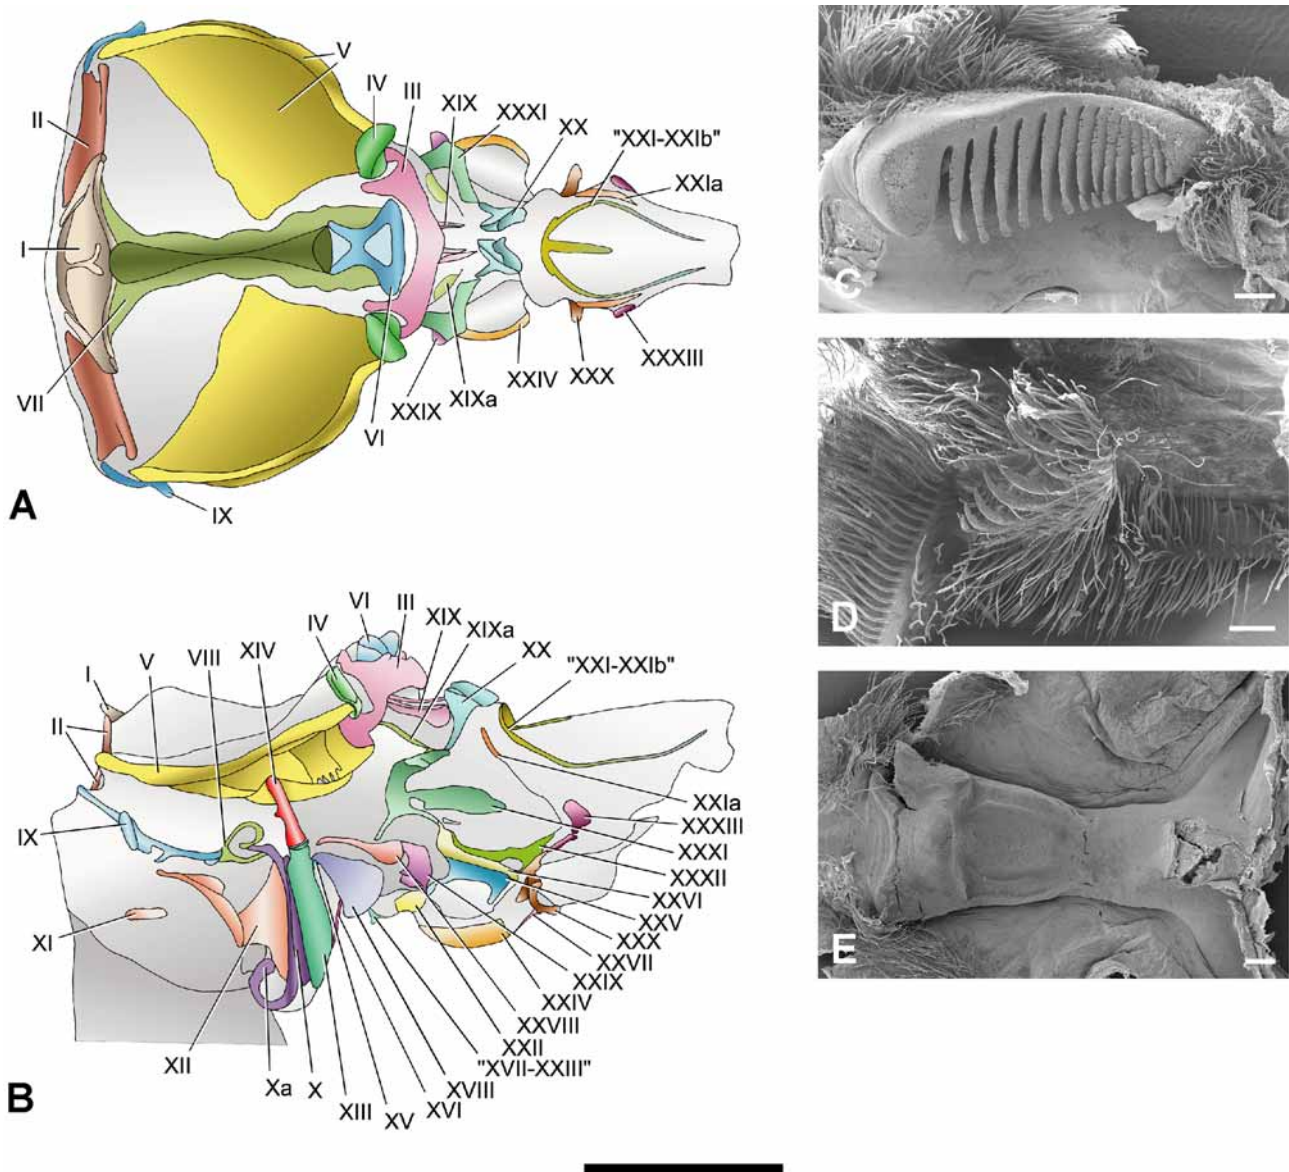 V
IV
III
XIX
XXXI
XX
"XXI-XXIb"
XXIa
II
I
VII
VI
XXIX
XIXa
XXIV
XXX
XXXIII
IX
A
VI
III
IV
XIX
XIXa
XX
"XXI-XXIb"
XIV
VIII
V
I
II
IX
XI
XXIa
XXXIII
XXXI
XXXII
XXVI
XXV
XXX
XXVII
XXIX
XXIV
XXVIII
XXII
"XVII-XXIII"
XVIII
XVI
XV
XIII
X
Xa
XII
B
C
D
E